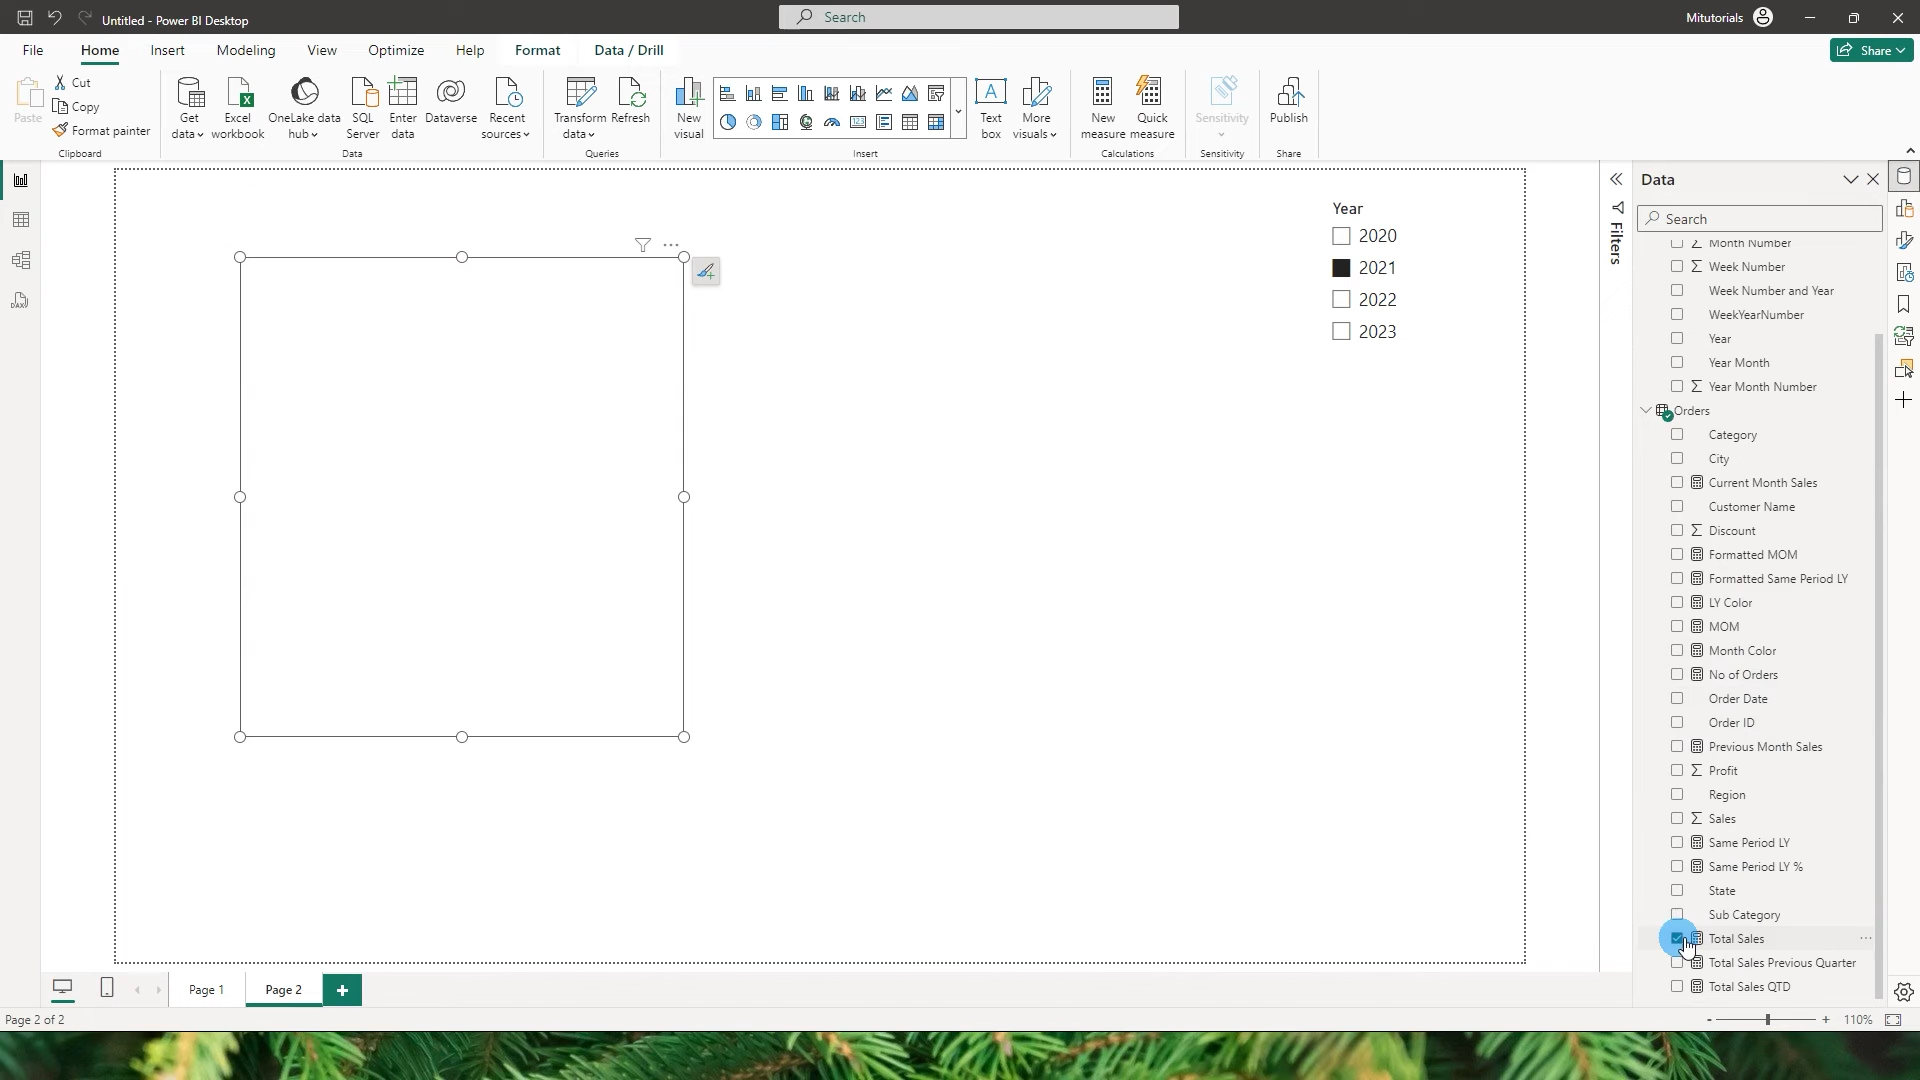 Untitled - Power BI Desktop
Search
Mitutorials
File Home Insert Modeling View Optimize Help Format Data / Drill
Share
Paste
Cut
Copy
Format painter
Clipboard
Get data
Excel workbook
OneLake data hub
SQL Server
Enter data
Dataverse
Recent sources
Data
Transform data
Refresh
Queries
New visual
Text box
More visuals
Insert
New measure
Quick measure
Calculations
Sensitivity
Sensitivity
Publish
Share
Year
2020
2021
2022
2023
Filters
Data
Search
Month Number
Week Number
Week Number and Year
WeekYearNumber
Year
Year Month
Year Month Number
Orders
Category
City
Current Month Sales
Customer Name
Discount
Formatted MOM
Formatted Same Period LY
LY Color
MOM
Month Color
No of Orders
Order Date
Order ID
Previous Month Sales
Profit
Region
Sales
Same Period LY
Same Period LY %
State
Sub Category
Total Sales
Total Sales Previous Quarter
Total Sales QTD
Page 1
Page 2
Page 2 of 2
110%